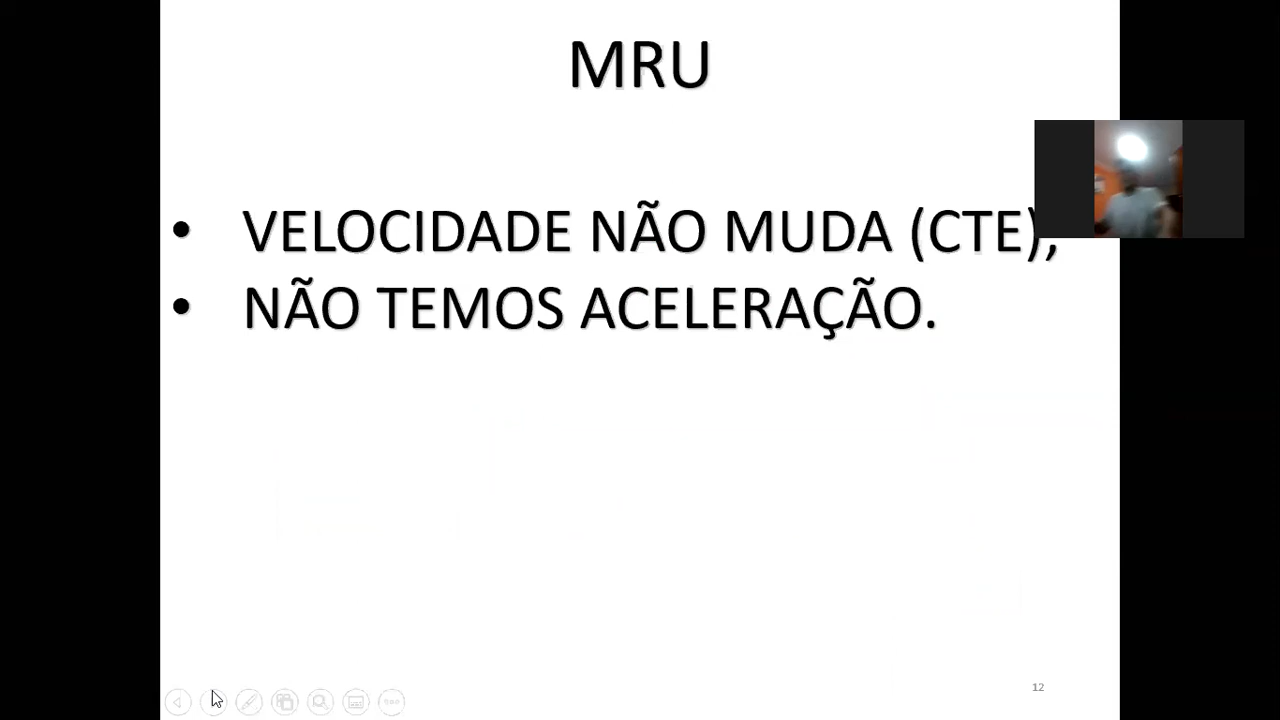 MRU
• VELOCIDADE NÃO MUDA (CTE);
• NÃO TEMOS ACELERAÇÃO.
12